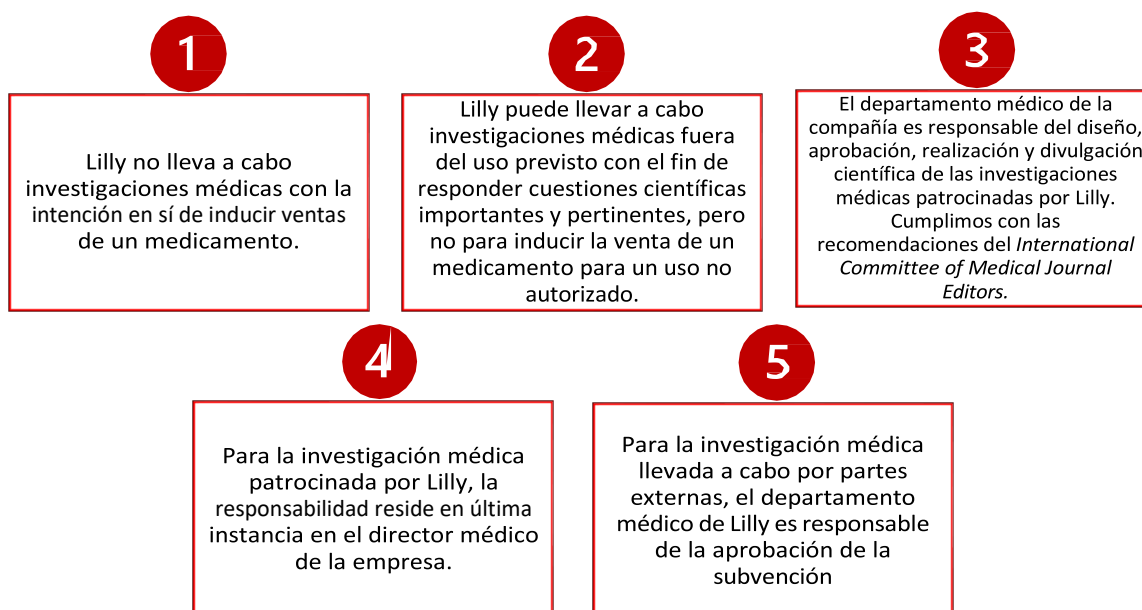 1
Lilly no lleva a cabo
investigaciones médicas con la
intención en sí de inducir ventas
de un medicamento.
2
Lilly puede llevar a cabo
investigaciones médicas fuera
del uso previsto con el fin de
responder cuestiones científicas
importantes y pertinentes, pero
no para inducir la venta de un
medicamento para un uso no
autorizado.
3
El departamento médico de la
compañía es responsable del diseño,
aprobación, realización y divulgación
científica de las investigaciones
médicas patrocinadas por Lilly.
Cumplimos con las
recomendaciones del International
Committee of Medical Journal
Editors.
4
Para la investigación médica
patrocinada por Lilly, la
responsabilidad reside en última
instancia en el director médico
de la empresa.
5
Para la investigación médica
llevada a cabo por partes
externas, el departamento
médico de Lilly es responsable
de la aprobación de la
subvención